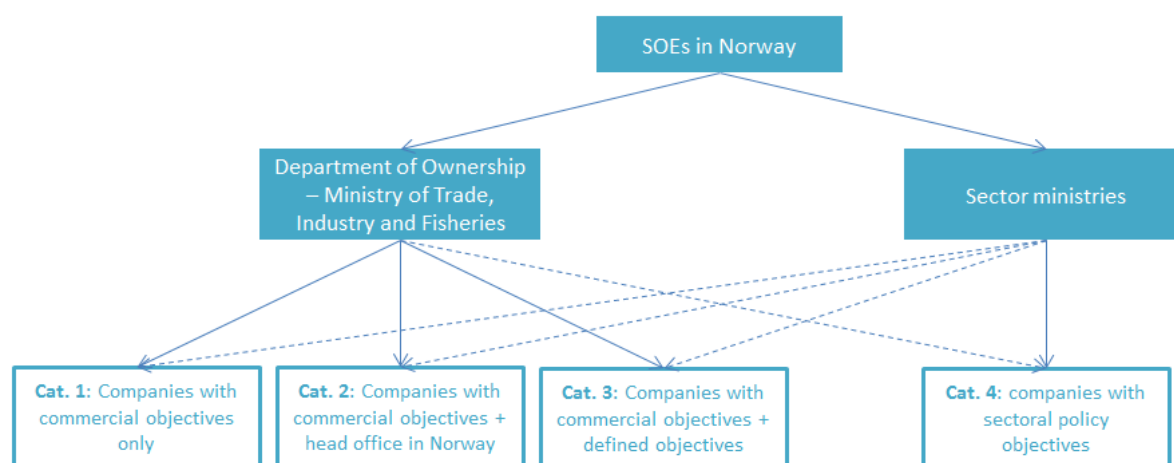 SOEs in Norway
Department of Ownership
– Ministry of Trade,
Industry and Fisheries
Sector ministries
Cat. 1: Companies with
commercial objectives
only
Cat. 2: Companies with
commercial objectives +
head office in Norway
Cat. 3: Companies with
commercial objectives +
defined objectives
Cat. 4: companies with
sectoral policy
objectives